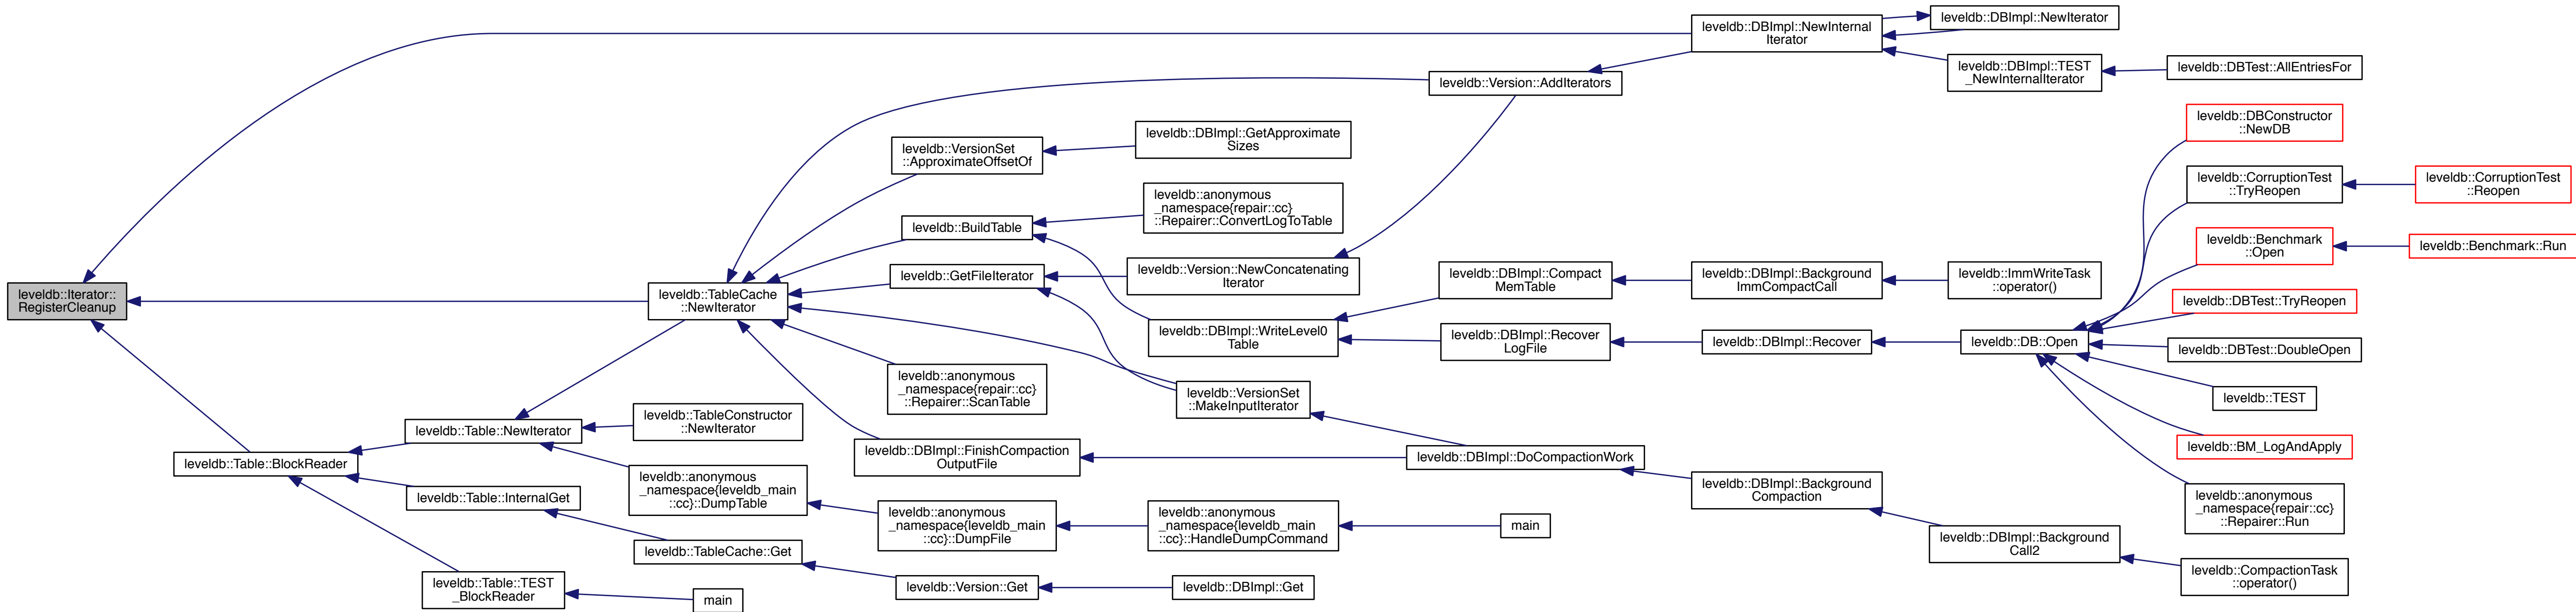 leveldb::Iterator::
RegisterCleanup
leveldb::DBImpl::NewInternal
Iterator
leveldb::DBImpl::NewIterator
leveldb::DBImpl::TEST
_NewInternalIterator
leveldb::DBTest::AllEntriesFor
leveldb::Version::AddIterators
leveldb::VersionSet
::ApproximateOffsetOf
leveldb::DBImpl::GetApproximate
Sizes
leveldb::BuildTable
leveldb::anonymous
_namespace{repair::cc}
::Repairer::ConvertLogToTable
leveldb::TableCache
::NewIterator
leveldb::GetFileIterator
leveldb::Version::NewConcatenating
Iterator
leveldb::DBImpl::WriteLevel0
Table
leveldb::DBImpl::Compact
MemTable
leveldb::DBImpl::Background
ImmCompactCall
leveldb::ImmWriteTask
::operator()
leveldb::DBImpl::Recover
LogFile
leveldb::DBImpl::Recover
leveldb::DB::Open
leveldb::DBConstructor
::NewDB
leveldb::CorruptionTest
::TryReopen
leveldb::CorruptionTest
::Reopen
leveldb::Benchmark
::Open
leveldb::Benchmark::Run
leveldb::DBTest::TryReopen
leveldb::DBTest::DoubleOpen
leveldb::TEST
leveldb::BM_LogAndApply
leveldb::anonymous
_namespace{repair::cc}
::Repairer::Run
leveldb::anonymous
_namespace{repair::cc}
::Repairer::ScanTable
leveldb::VersionSet
::MakeInputIterator
leveldb::DBImpl::FinishCompaction
OutputFile
leveldb::DBImpl::DoCompactionWork
leveldb::DBImpl::Background
Compaction
leveldb::DBImpl::Background
Call2
leveldb::CompactionTask
::operator()
leveldb::Table::BlockReader
leveldb::Table::NewIterator
leveldb::TableConstructor
::NewIterator
leveldb::anonymous
_namespace{leveldb_main
::cc}::DumpTable
leveldb::anonymous
_namespace{leveldb_main
::cc}::DumpFile
leveldb::anonymous
_namespace{leveldb_main
::cc}::HandleDumpCommand
main
leveldb::Table::InternalGet
leveldb::TableCache::Get
leveldb::Version::Get
leveldb::DBImpl::Get
leveldb::Table::TEST
_BlockReader
main